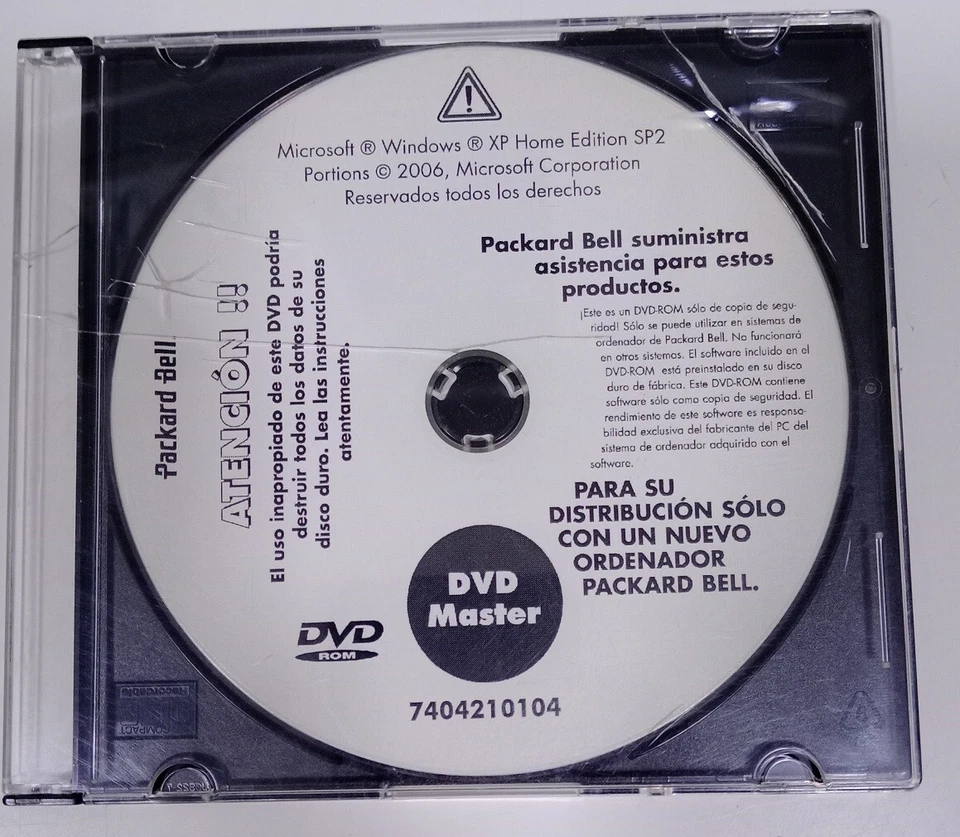 Microsoft ® Windows ® XP Home Edition SP2
Portions © 2006, Microsoft Corporation
Reservados todos los derechos
Packard Bell suministra
asistencia para estos
productos.
¡Este es un DVD-ROM sólo de copia de segu-
ridad! Sólo se puede utilizar en sistemas de
ordenador de Packard Bell. No funcionará
en otros sistemas. El software incluido en el
DVD-ROM está preinstalado en su disco
duro de fábrica. Este DVD-ROM contiene
software sólo como copia de seguridad. El
rendimiento de este software es responsa-
bilidad exclusiva del fabricante del PC del
sistema de ordenador adquirido con el
software.
PARA SU
DISTRIBUCIÓN SÓLO
CON UN NUEVO
ORDENADOR
PACKARD BELL.
Packard Bell
ATENCIÓN !!
El uso inapropiado de este DVD podría
destruir todos los datos de su
disco duro. Lea las instrucciones
atentamente.
DVD
Master
DVD
ROM
7404210104
COMPACT
Recordable